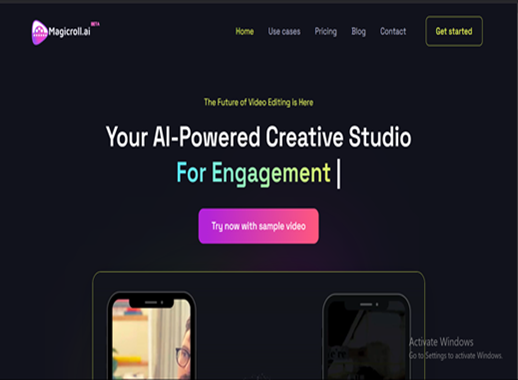 Magicroll.ai BETA
Home Use cases Pricing Blog Contact Get started
The Future of Video Editing is Here
Your AI-Powered Creative Studio
For Engagement |
Try now with sample video
Activate Windows
Go to Settings to activate Windows.